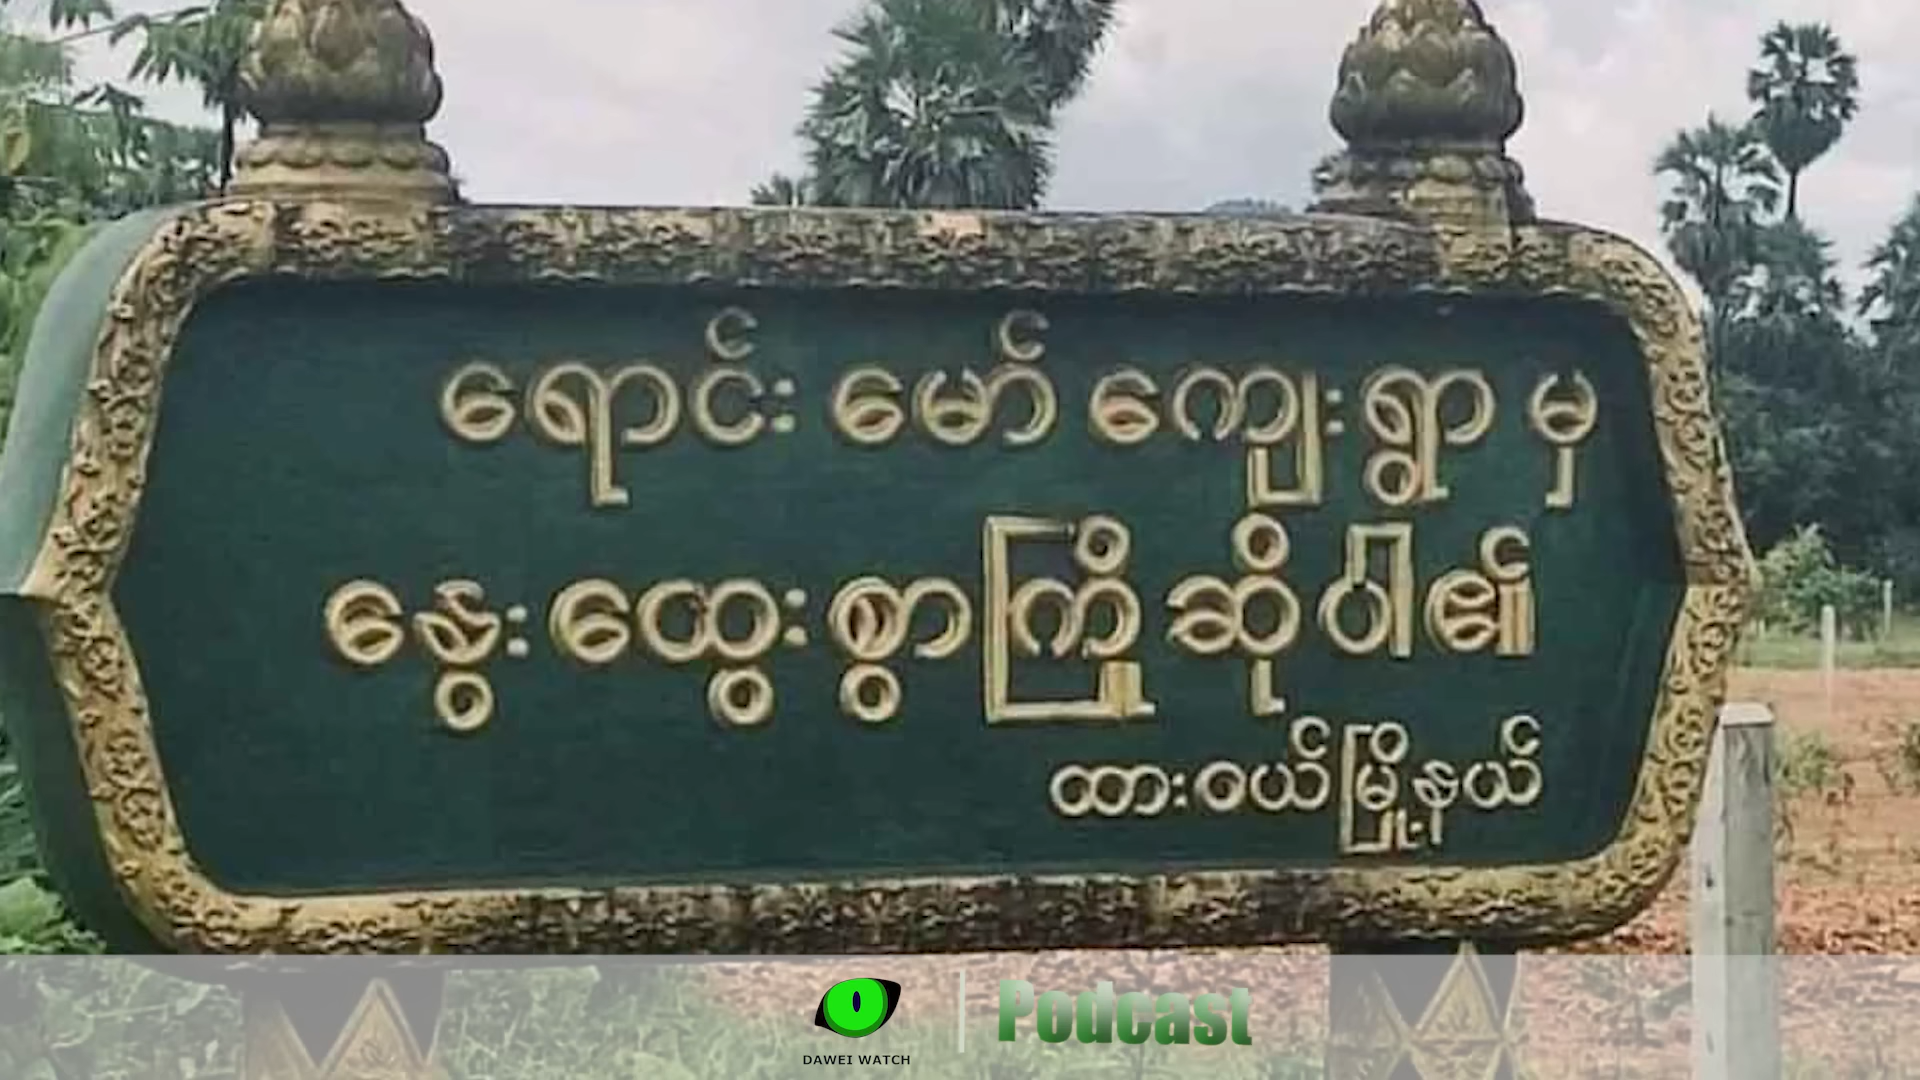 ရှောင်းမော်ကျေးရွာမှ
နွေးထွေးစွာကြိုဆိုပါ၏
ထားဝယ်မြို့နယ်
DAWEI WATCH
Podcast